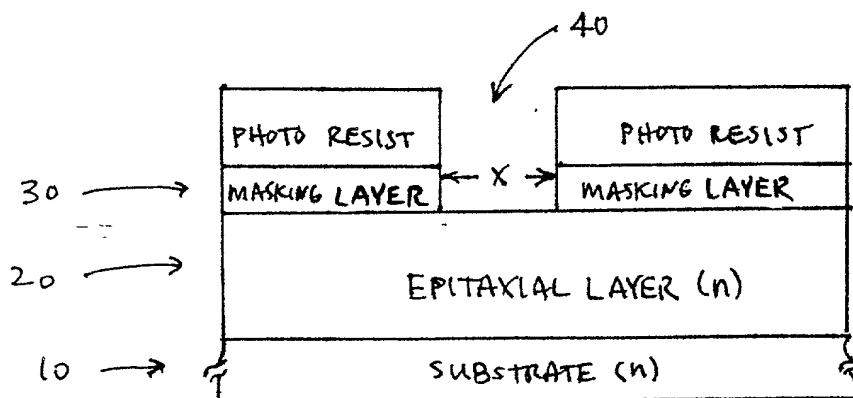 40
PHOTO RESIST
PHOTO RESIST
30
MASKING LAYER
X
MASKING LAYER
20
EPITAXIAL LAYER (n)
10
SUBSTRATE (n)